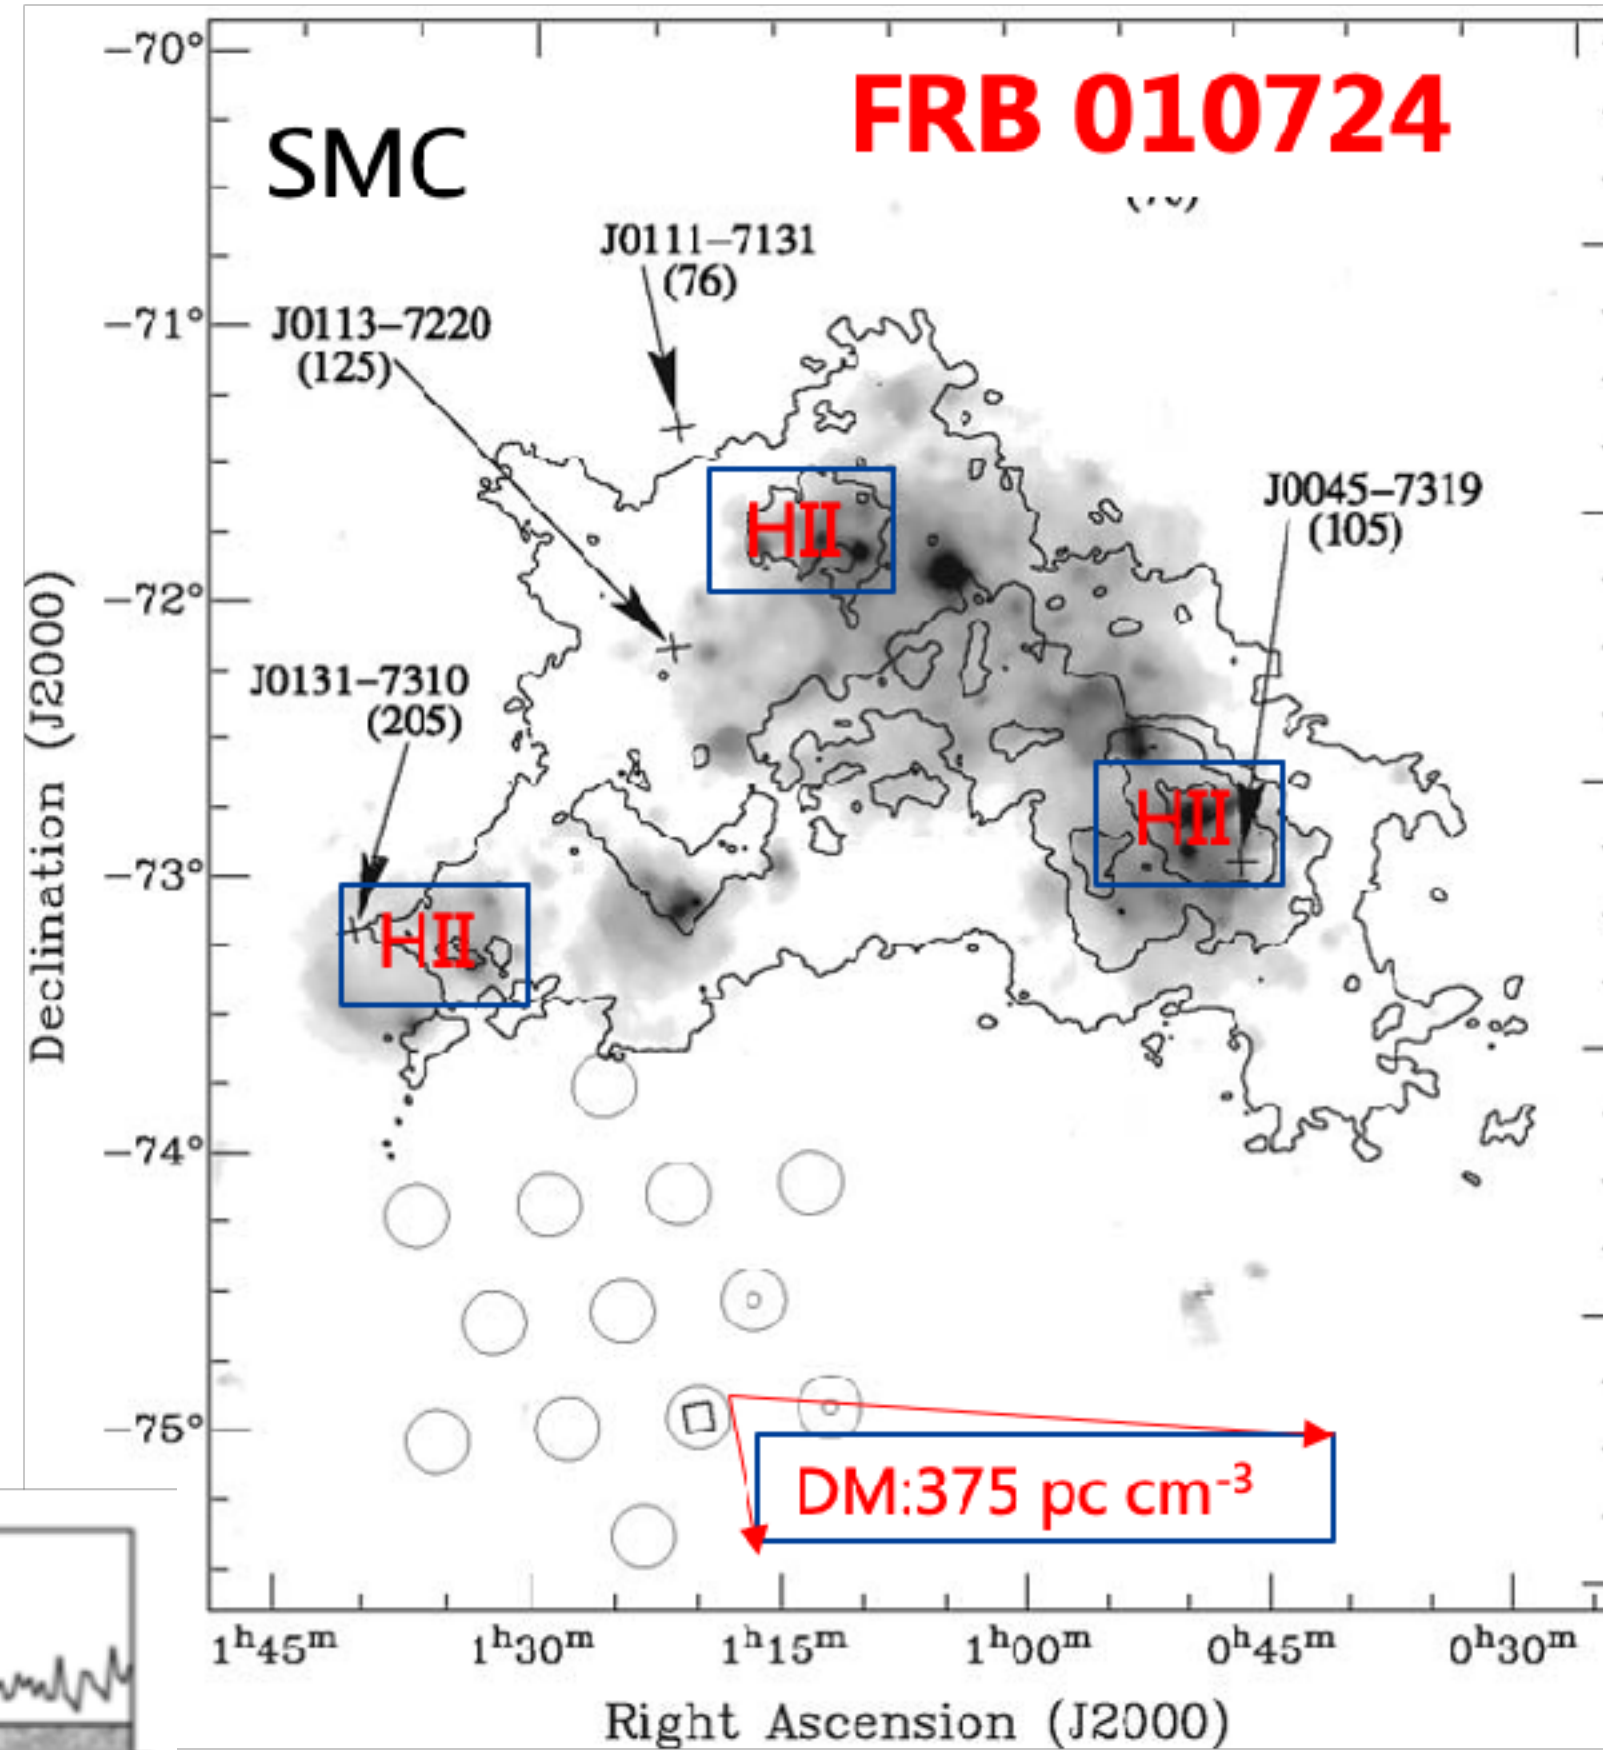 −70°
FRB 010724
SMC
J0111−7131
(76)
−71°
J0113−7220
(125)
J0045−7319
(105)
HII
−72°
J0131−7310
(205)
HII
−73°
HII
−74°
−75°
DM:375 pc cm⁻³
1ʰ45ᵐ 1ʰ30ᵐ 1ʰ15ᵐ 1ʰ00ᵐ 0ʰ45ᵐ 0ʰ30ᵐ
Right Ascension (J2000)
Declination (J2000)